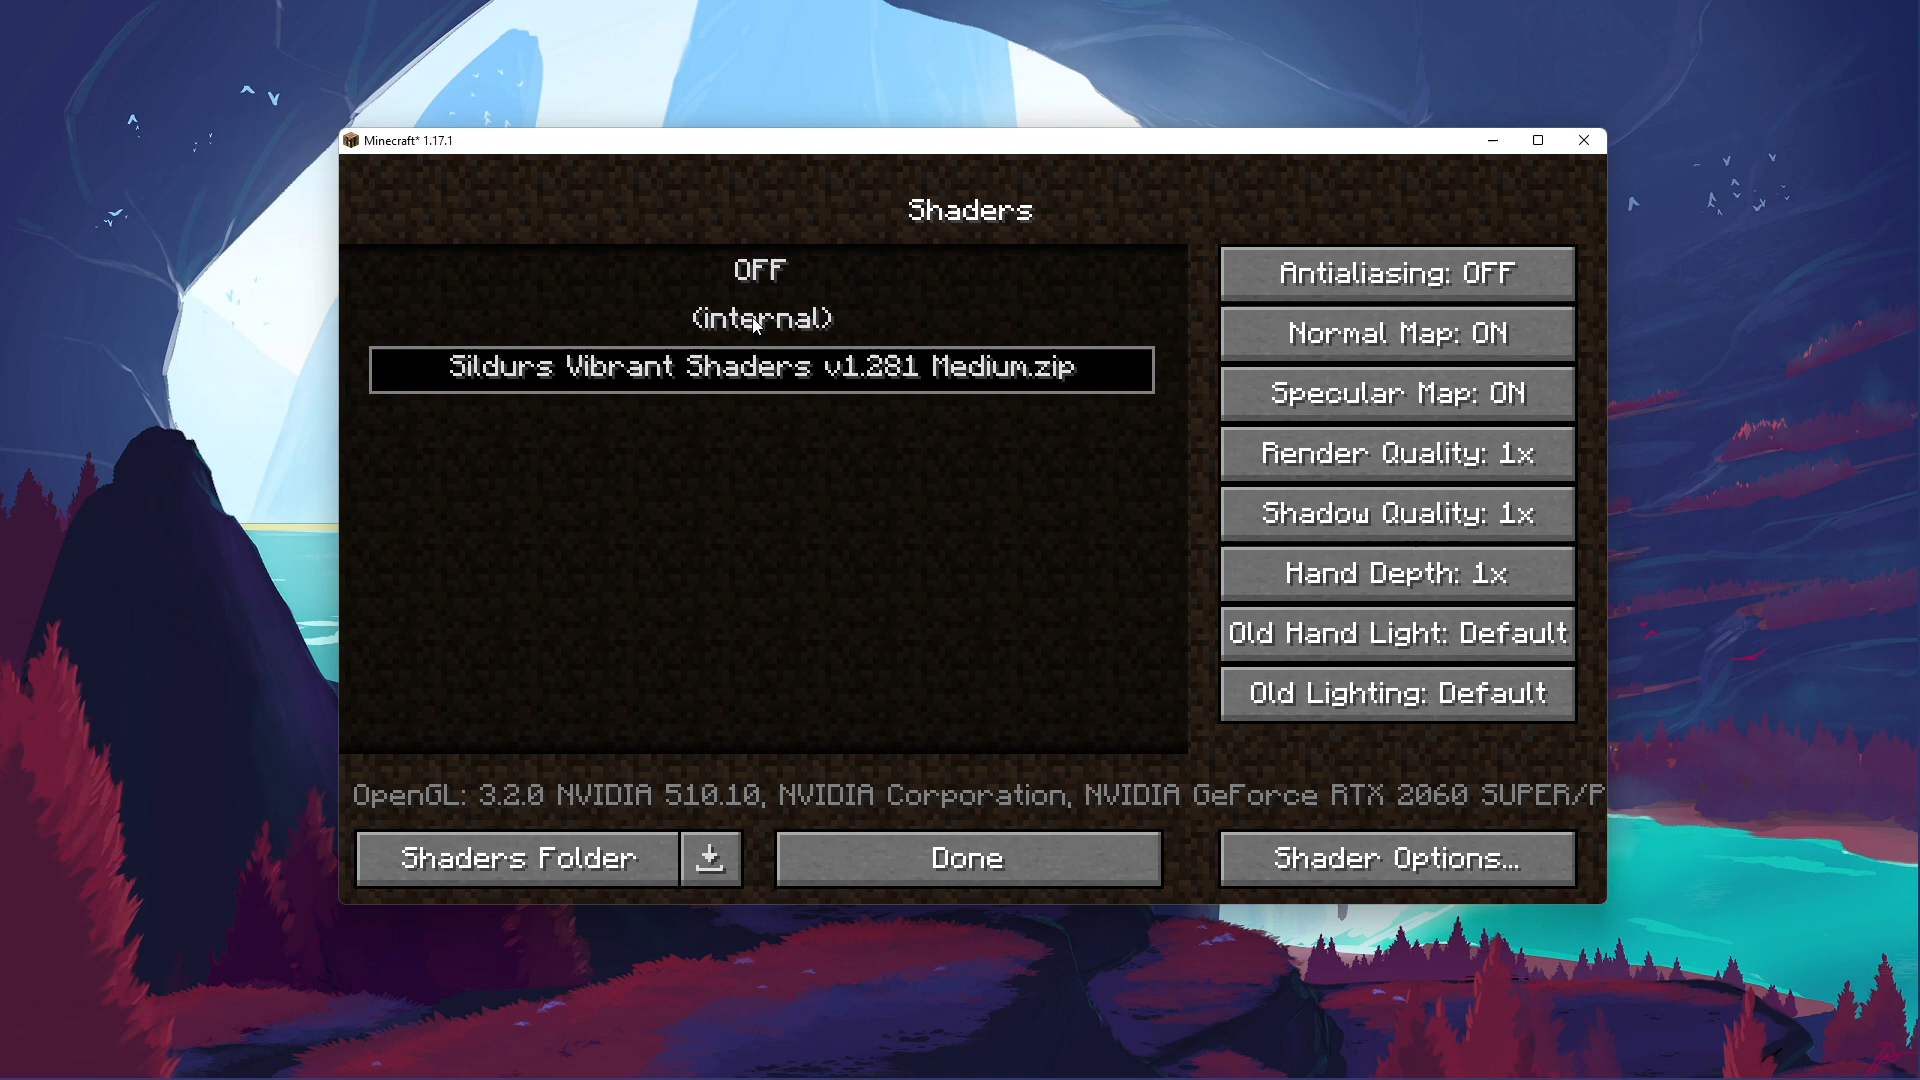 Minecraft* 1.17.1
Shaders
OFF
(internal)
Sildurs Vibrant Shaders v1.281 Medium.zip
Antialiasing: OFF
Normal Map: ON
Specular Map: ON
Render Quality: 1x
Shadow Quality: 1x
Hand Depth: 1x
Old Hand Light: Default
Old Lighting: Default
OpenGL: 3.2.0 NVIDIA 510.10, NVIDIA Corporation, NVIDIA GeForce RTX 2060 SUPER/P
Shaders Folder
Done
Shader Options...